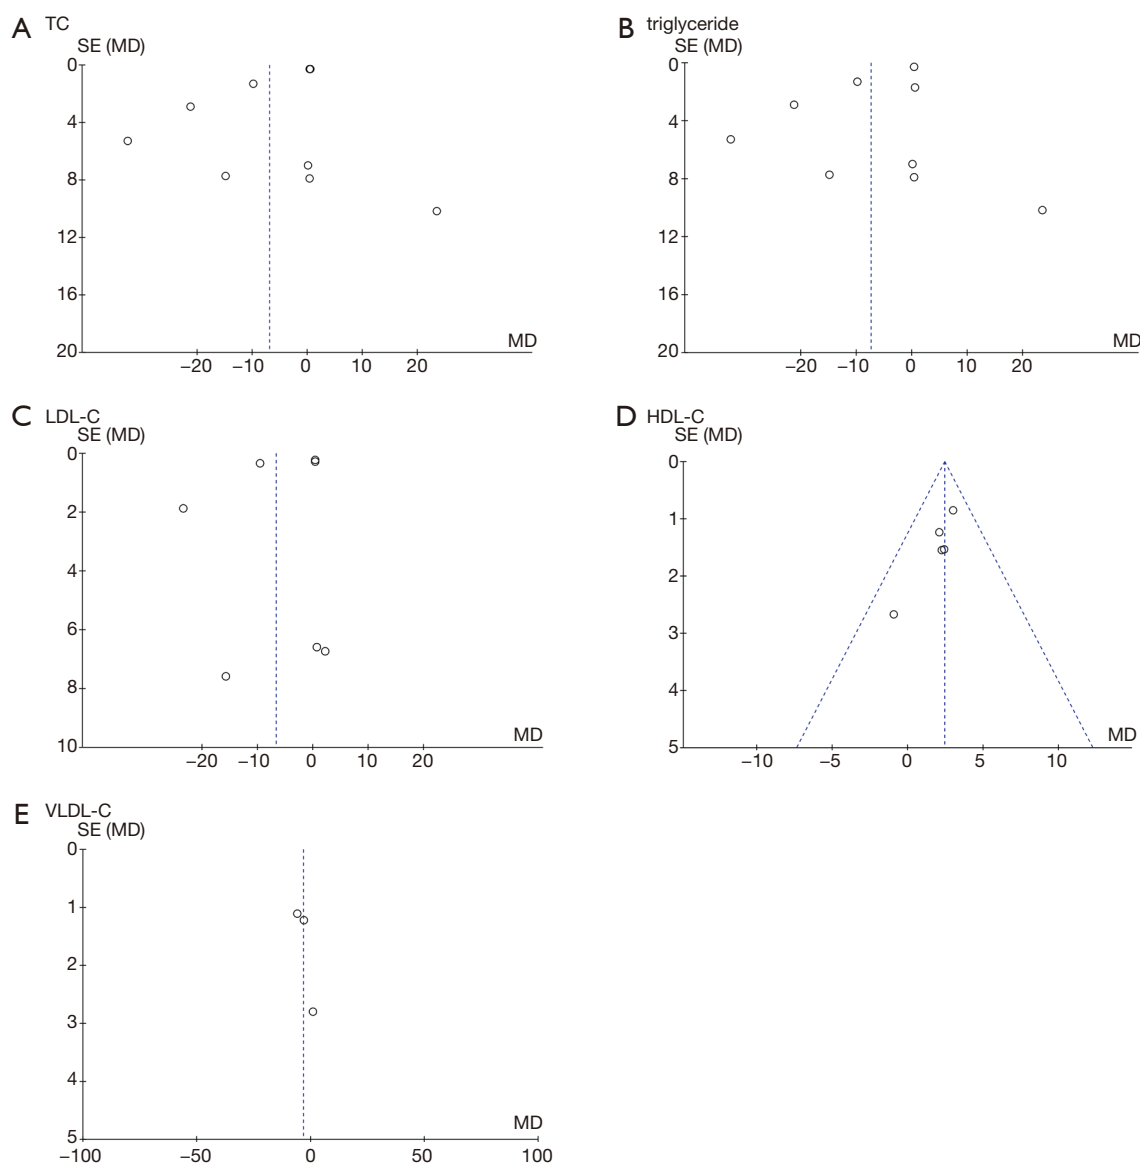 A TC
SE (MD)
0
4
8
12
16
20
MD
−20 −10 0 10 20
B triglyceride
SE (MD)
0
4
8
12
16
20
MD
−20 −10 0 10 20
C LDL-C
SE (MD)
0
2
4
6
8
10
MD
−20 −10 0 10 20
D HDL-C
SE (MD)
0
1
2
3
4
5
MD
−10 −5 0 5 10
E VLDL-C
SE (MD)
0
1
2
3
4
5
MD
−100 −50 0 50 100